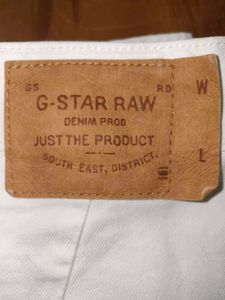 GS RD W
G-STAR RAW
DENIM PROD
JUST THE PRODUCT
SOUTH EAST, DISTRICT.
L